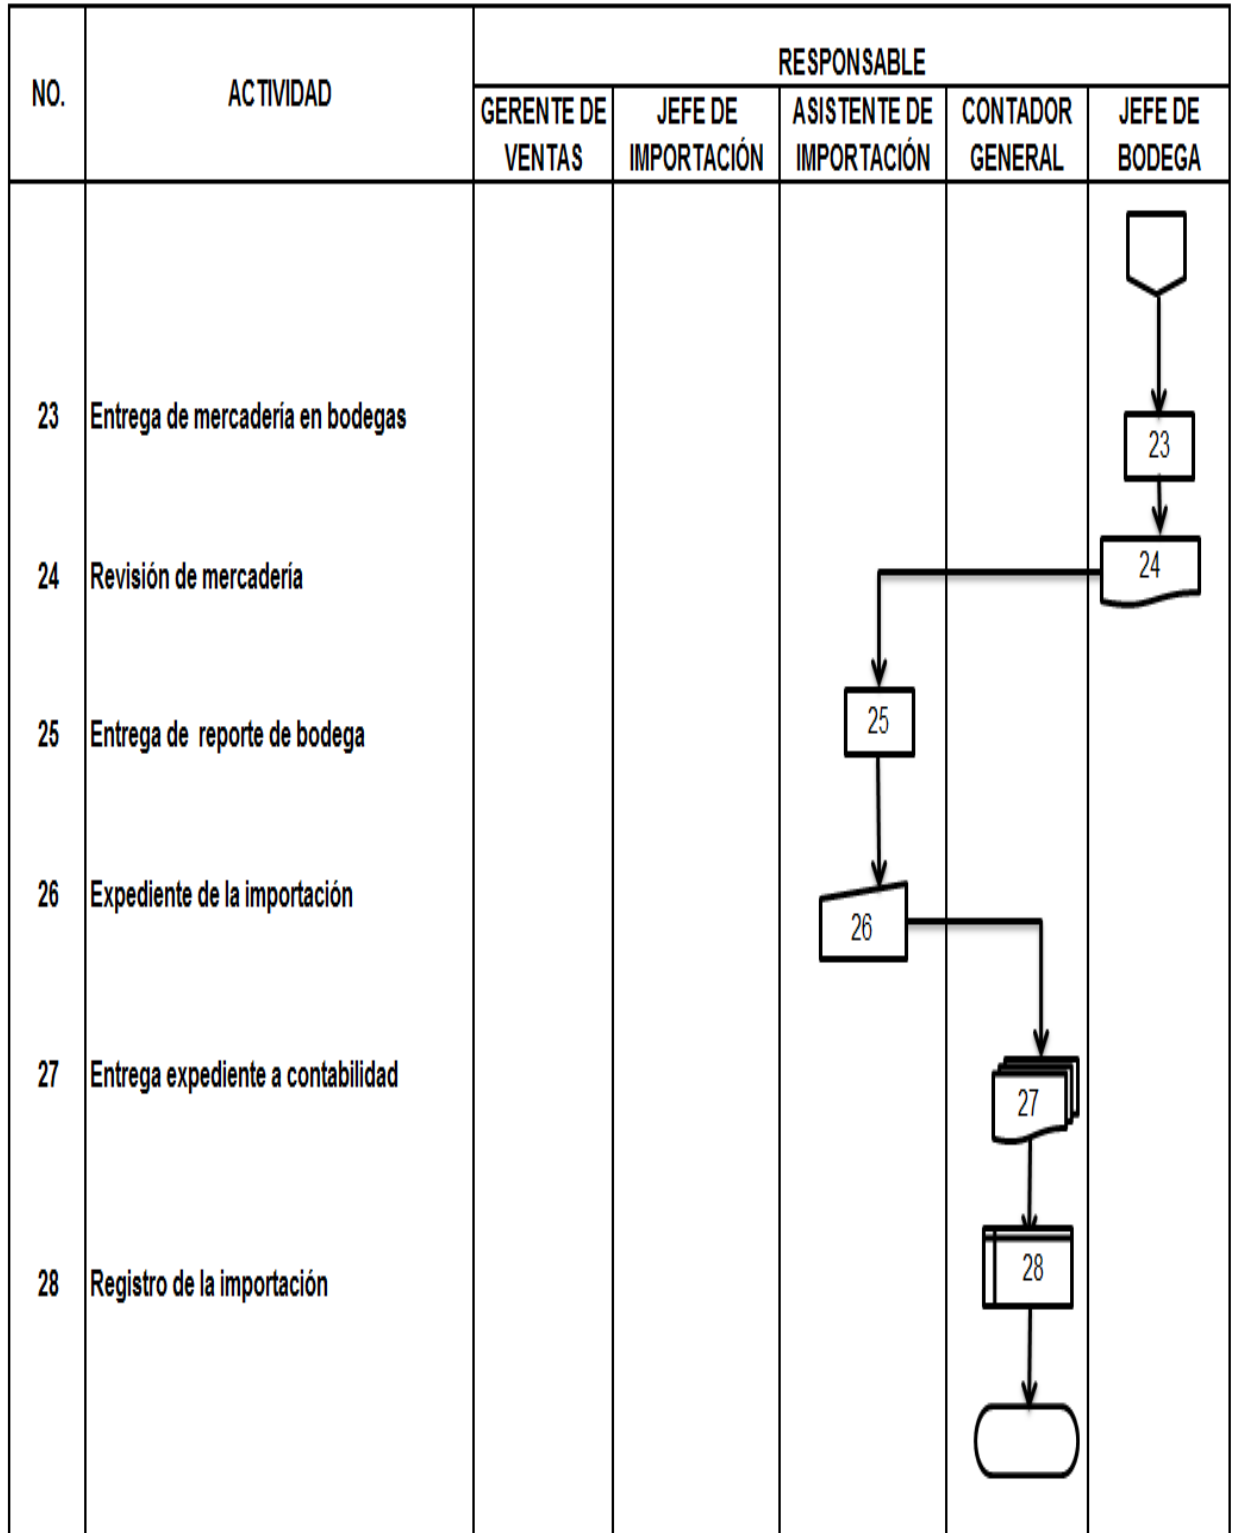 NO.
ACTIVIDAD
RESPONSABLE
GERENTE DE
VENTAS
JEFE DE
IMPORTACIÓN
ASISTENTE DE
IMPORTACIÓN
CONTADOR
GENERAL
JEFE DE
BODEGA
23 Entrega de mercadería en bodegas
23
24 Revisión de mercadería
24
25 Entrega de reporte de bodega
25
26 Expediente de la importación
26
27 Entrega expediente a contabilidad
27
28 Registro de la importación
28